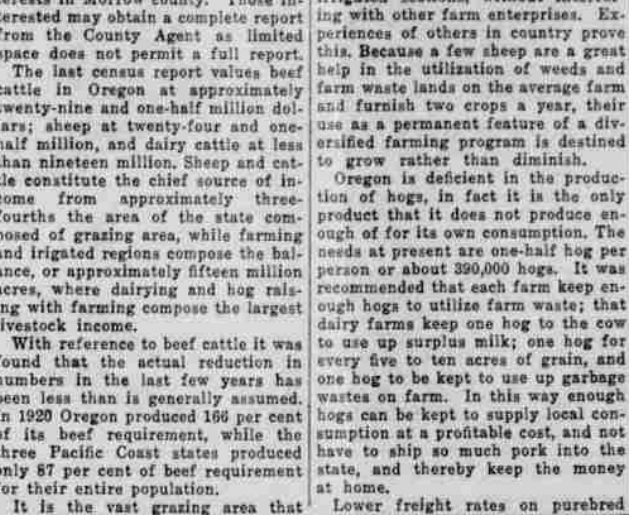 terests in Morrow county. Those in-
terested may obtain a complete report
from the County Agent as limited
space does not permit a full report.
The last census report values beef
cattle in Oregon at approximately
twenty-nine and one-half million dol-
lars; sheep at twenty-four and one-
half million, and dairy cattle at less
than nineteen million. Sheep and cat-
tle constitute the chief source of in-
come from approximately three-
fourths the area of the state com-
posed of grazing area, while farming
and irigated regions compose the bal-
ance, or approximately fifteen million
acres, where dairying and hog rais-
ing with farming compose the largest
livestock income.
With reference to beef cattle it was
found that the actual reduction in
numbers in the last few years has
been less than is generally assumed.
In 1920 Oregon produced 166 per cent
of its beef requirement, while the
three Pacific Coast states produced
only 87 per cent of beef requirement
for their entire population.
It is the vast grazing area that
ing with other farm enterprises. Ex-
periences of others in country prove
this. Because a few sheep are a great
help in the utilization of weeds and
farm waste lands on the average farm
and furnish two crops a year, their
use as a permanent feature of a div-
ersified farming program is destined
to grow rather than diminish.
Oregon is deficient in the produc-
tion of hogs, in fact it is the only
product that it does not produce en-
ough of for its own consumption. The
needs at present are one-half hog per
person or about 390,000 hogs. It was
recommended that each farm keep en-
ough hogs to utilize farm waste; that
dairy farms keep one hog to the cow
to use up surplus milk; one hog for
every five to ten acres of grain, and
one hog to be kept to use up garbage
wastes on farm. In this way enough
hogs can be kept to supply local con-
sumption at a profitable cost, and not
have to ship so much pork into the
state, and thereby keep the money
at home.
Lower freight rates on purebred